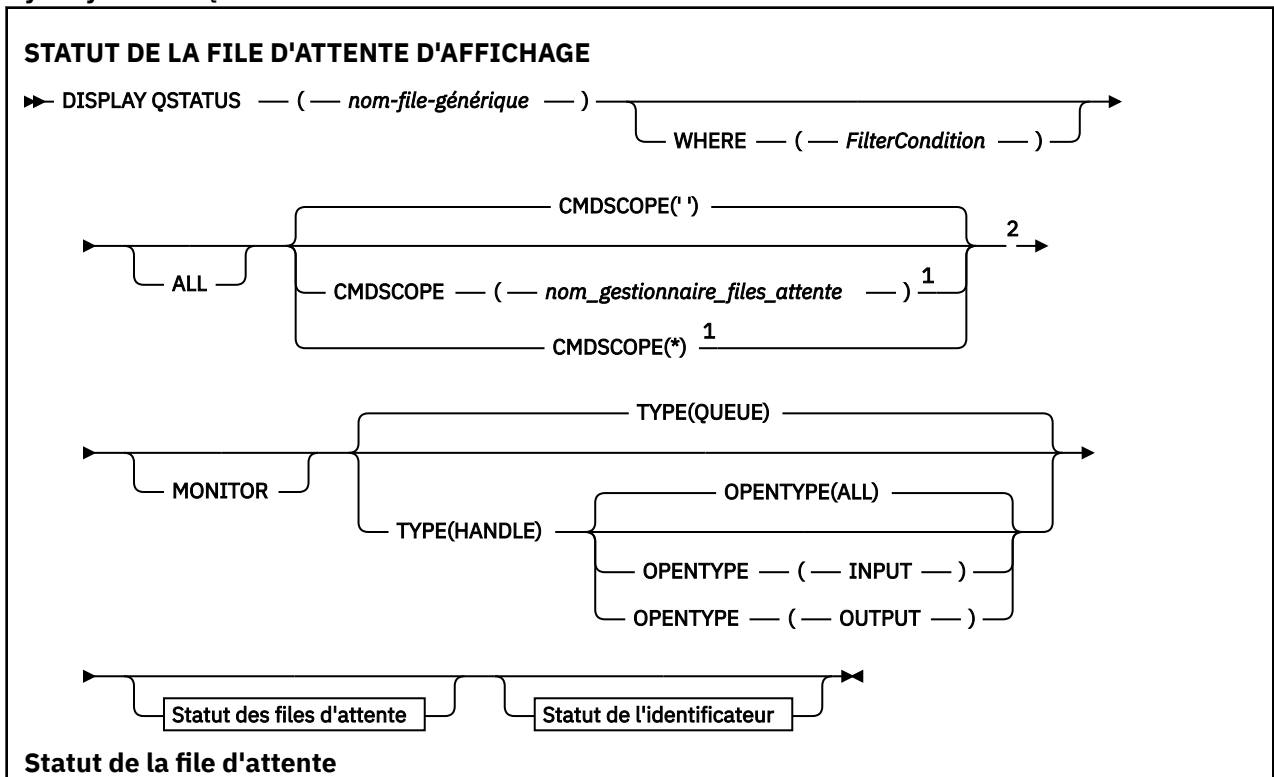 STATUT DE LA FILE D'ATTENTE D'AFFICHAGE
DISPLAY QSTATUS ( nom-file-générique )
WHERE ( FilterCondition )
CMDSCOPE(' ')
2
ALL
CMDSCOPE ( nom_gestionnaire_files_attente ) 1
CMDSCOPE(*) 1
TYPE(QUEUE)
MONITOR
OPENTYPE(ALL)
TYPE(HANDLE)
OPENTYPE ( INPUT )
OPENTYPE ( OUTPUT )
Statut des files d'attente Statut de l'identificateur
Statut de la file d'attente